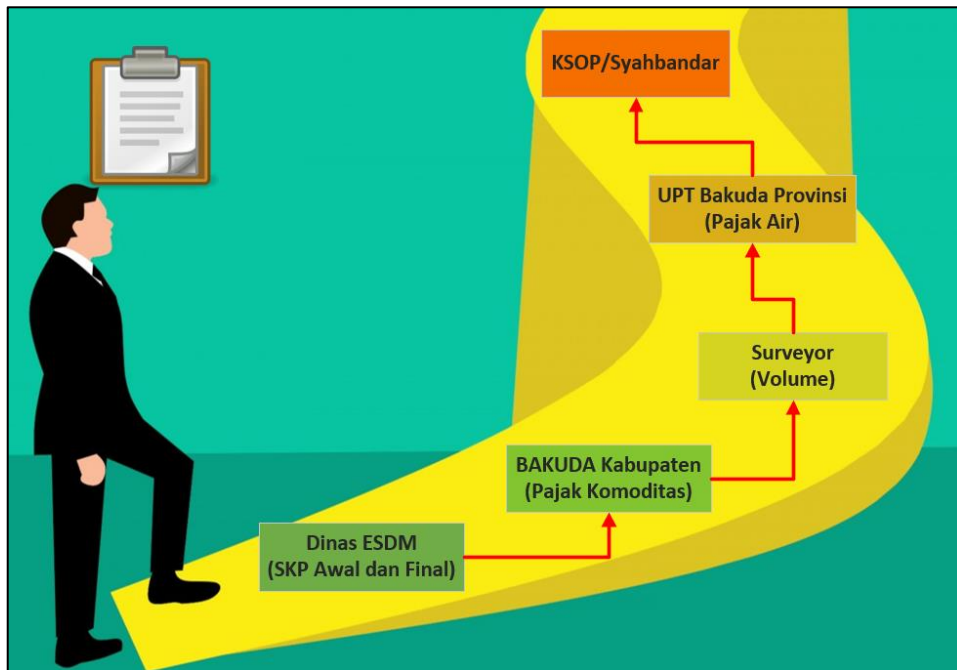 KSOP/Syahbandar
UPT Bakuda Provinsi
(Pajak Air)
Surveyor
(Volume)
BAKUDA Kabupaten
(Pajak Komoditas)
Dinas ESDM
(SKP Awal dan Final)